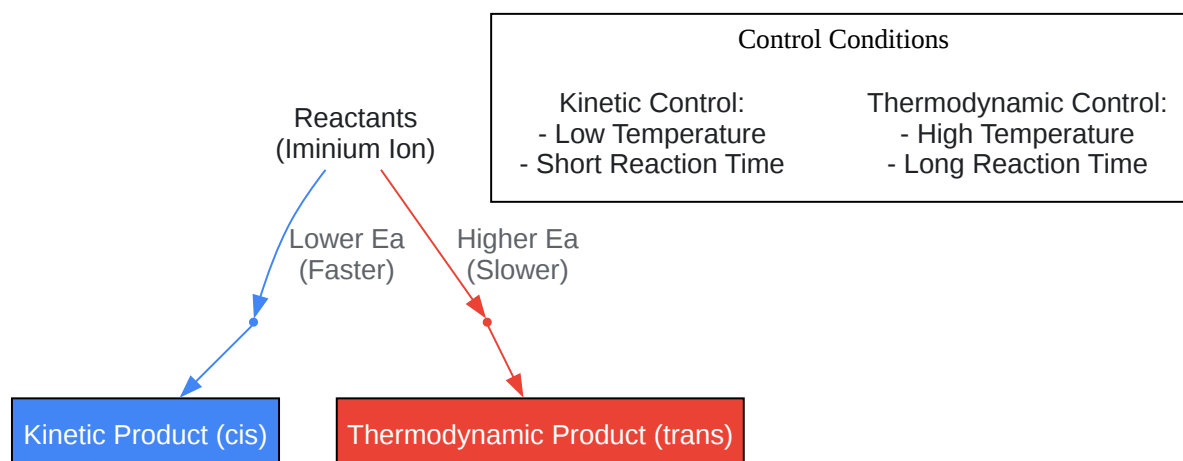 Control Conditions
Kinetic Control:
- Low Temperature
- Short Reaction Time
Thermodynamic Control:
- High Temperature
- Long Reaction Time
Reactants
(Iminium Ion)
Lower Ea
(Faster)
Higher Ea
(Slower)
Kinetic Product (cis)
Thermodynamic Product (trans)